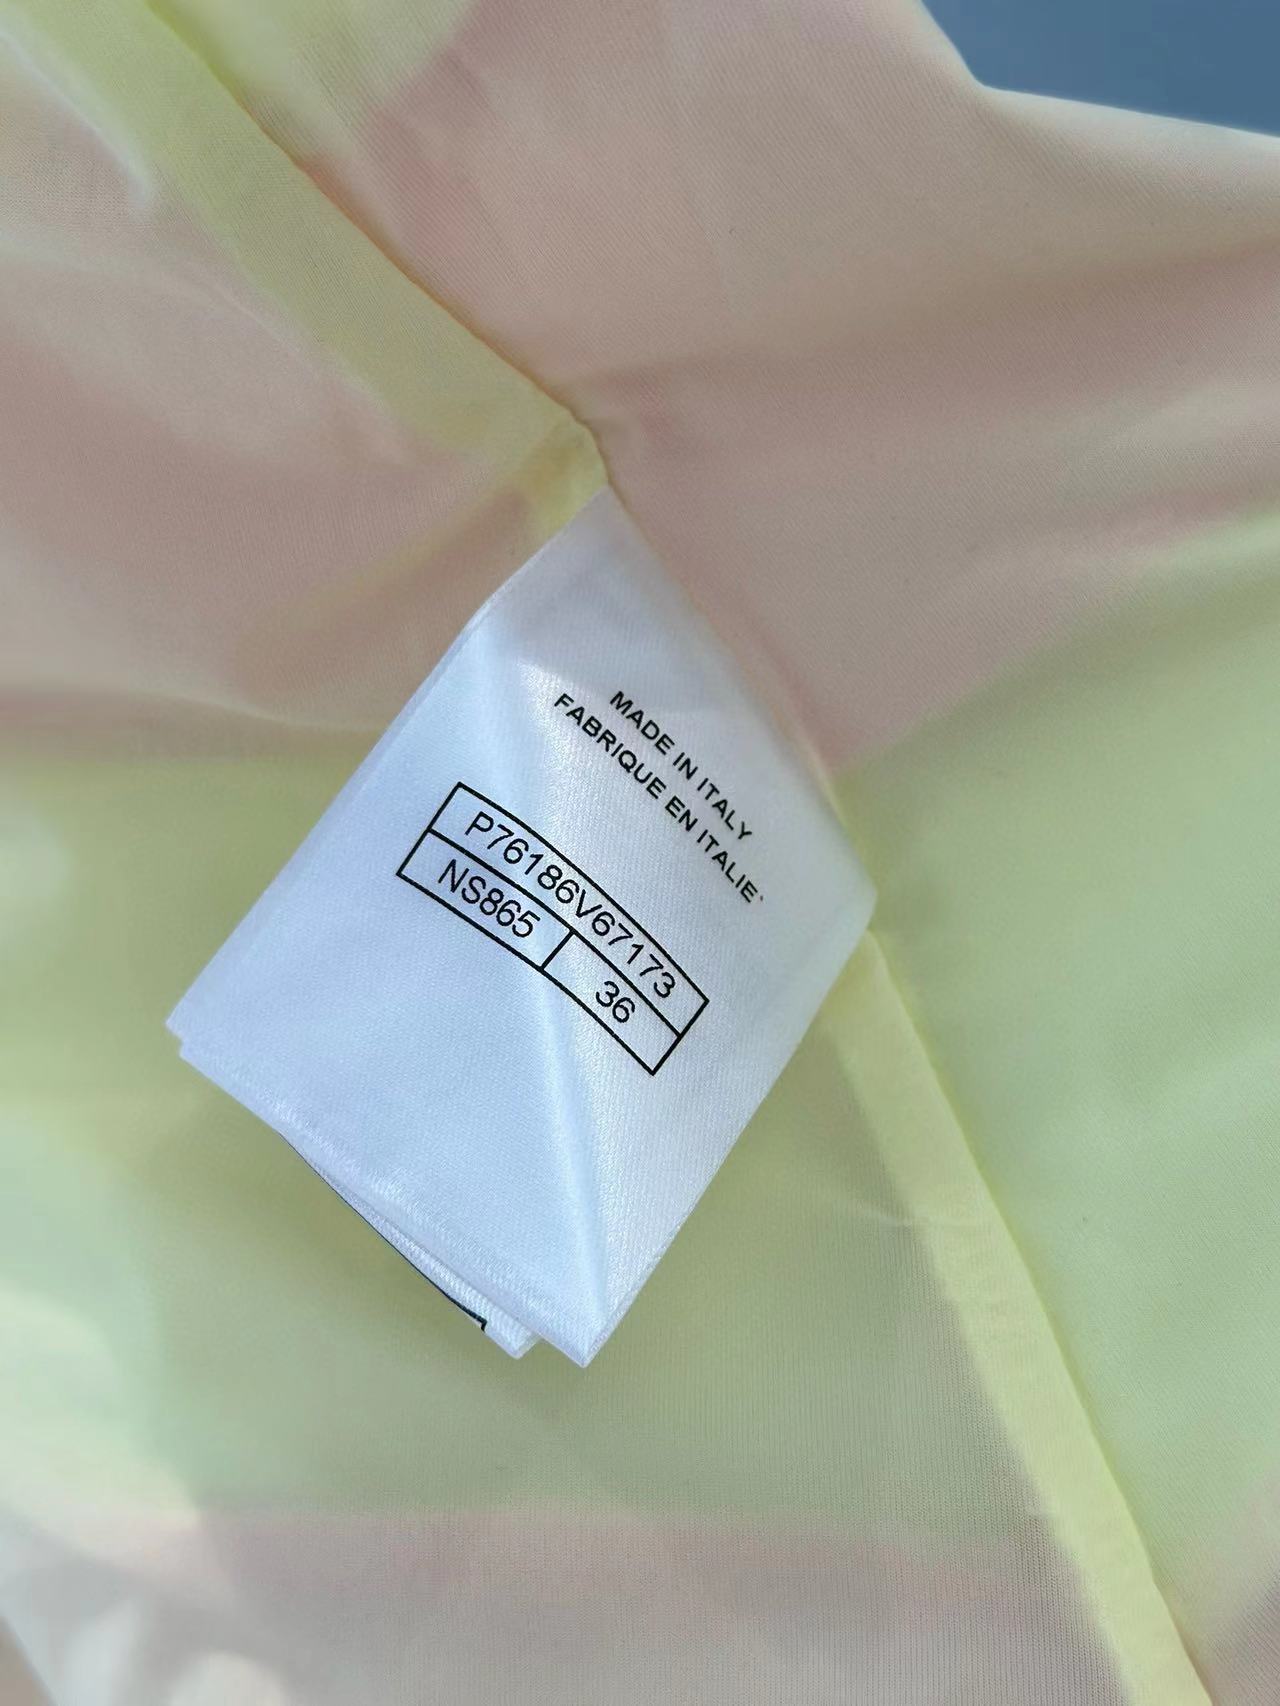 MADE IN ITALY
FABRIQUE EN ITALIE`
P76186V67173
NS865 36